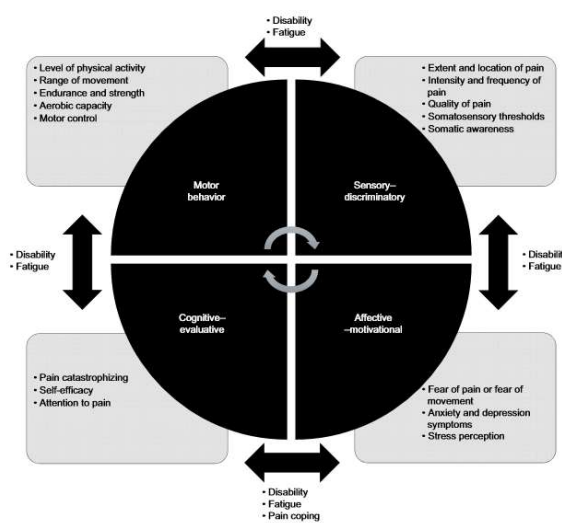 • Disability
• Fatigue
• Level of physical activity
• Range of movement
• Endurance and strength
• Aerobic capacity
• Motor control
• Extent and location of pain
• Intensity and frequency of
pain
• Quality of pain
• Somatosensory thresholds
• Somatic awareness
Motor
behavior
Sensory–
discriminatory
• Disability
• Fatigue
• Disabilit
• Fatigue
Cognitive–
evaluative
Affective
–motivational
• Pain catastrophizing
• Self-efficacy
• Attention to pain
• Fear of pain or fear of
movement
• Anxiety and depression
symptoms
• Stress perception
• Disability
• Fatigue
• Pain coping